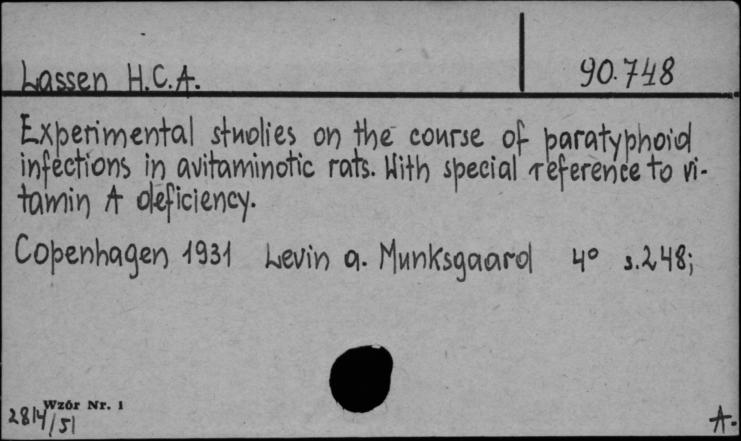 Lassen H.C.A.
90.748
Experimental studies on the course of paratyphoid
infections in avitaminotic rats. With special reference to vi-
tamin A deficiency.
Copenhagen 1931 Levin a. Munksgaard 4° s.248;
Wzór Nr. 1
2814/51
A.